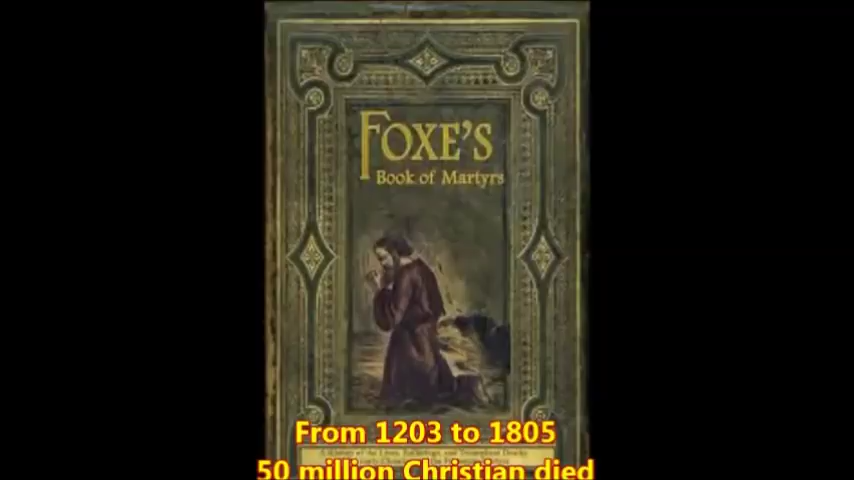 FOXE'S
Book of Martyrs
From 1203 to 1805
50 million Christian died